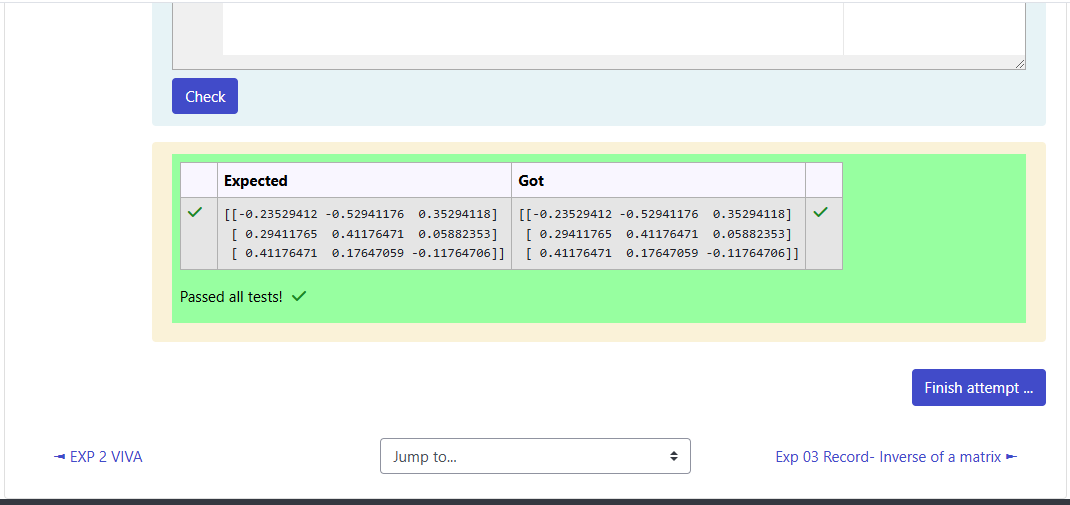 Check
Expected Got
[[-0.23529412 -0.52941176 0.35294118] [[-0.23529412 -0.52941176 0.35294118]
[ 0.29411765 0.41176471 0.05882353] [ 0.29411765 0.41176471 0.05882353]
[ 0.41176471 0.17647059 -0.11764706]] [ 0.41176471 0.17647059 -0.11764706]]
Passed all tests! ✓
Finish attempt ...
◄ EXP 2 VIVA
Jump to...
Exp 03 Record- Inverse of a matrix ►